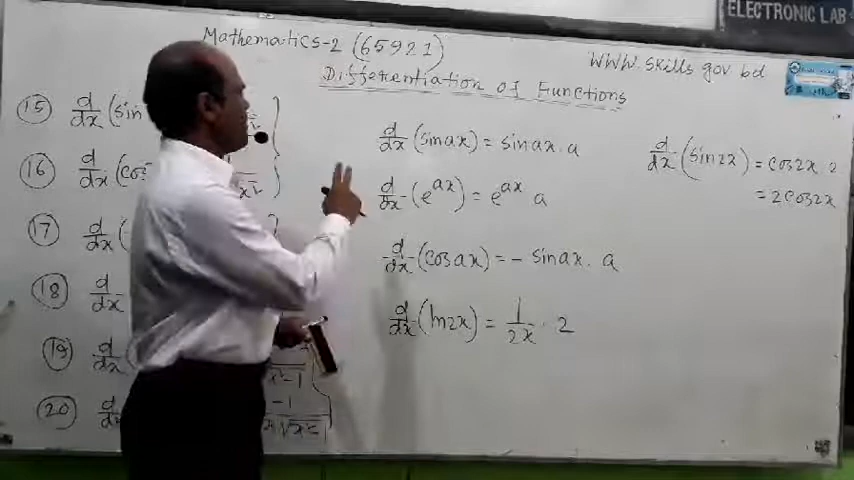 ELECTRONIC LAB
Mathematics-2 (65921)
WWW.Skills gov bd
Differentiation of Functions
(15) d/dx (sin
(16) d/dx (cos
(17) d/dx (
(18) d/dx
(19) d/dx
(20) d/dx
d/dx (sinax) = sinax. a
d/dx (e^ax) = e^ax a
d/dx (cosax) = - sinax. a
d/dx (ln2x) = 1/2x · 2
d/dx (sin2x) = cos2x. 2
= 2cos2x